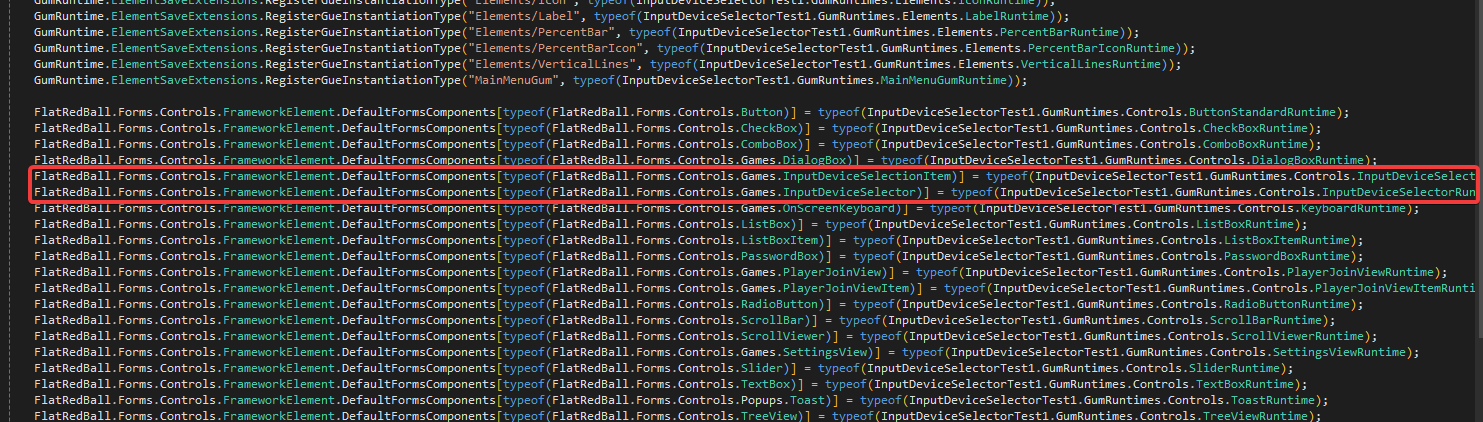 GumRuntime.ElementSaveExtensions.RegisterGueInstantiationType("Elements/Icon", typeof(InputDeviceSelectorTest1.GumRuntimes.Elements.IconRuntime));
GumRuntime.ElementSaveExtensions.RegisterGueInstantiationType("Elements/Label", typeof(InputDeviceSelectorTest1.GumRuntimes.Elements.LabelRuntime));
GumRuntime.ElementSaveExtensions.RegisterGueInstantiationType("Elements/PercentBar", typeof(InputDeviceSelectorTest1.GumRuntimes.Elements.PercentBarRuntime));
GumRuntime.ElementSaveExtensions.RegisterGueInstantiationType("Elements/PercentBarIcon", typeof(InputDeviceSelectorTest1.GumRuntimes.Elements.PercentBarIconRuntime));
GumRuntime.ElementSaveExtensions.RegisterGueInstantiationType("Elements/VerticalLines", typeof(InputDeviceSelectorTest1.GumRuntimes.Elements.VerticalLinesRuntime));
GumRuntime.ElementSaveExtensions.RegisterGueInstantiationType("MainMenuGum", typeof(InputDeviceSelectorTest1.GumRuntimes.MainMenuGumRuntime));
FlatRedBall.Forms.Controls.FrameworkElement.DefaultFormsComponents[typeof(FlatRedBall.Forms.Controls.Button)] = typeof(InputDeviceSelectorTest1.GumRuntimes.Controls.ButtonStandardRuntime);
FlatRedBall.Forms.Controls.FrameworkElement.DefaultFormsComponents[typeof(FlatRedBall.Forms.Controls.CheckBox)] = typeof(InputDeviceSelectorTest1.GumRuntimes.Controls.CheckBoxRuntime);
FlatRedBall.Forms.Controls.FrameworkElement.DefaultFormsComponents[typeof(FlatRedBall.Forms.Controls.ComboBox)] = typeof(InputDeviceSelectorTest1.GumRuntimes.Controls.ComboBoxRuntime);
FlatRedBall.Forms.Controls.FrameworkElement.DefaultFormsComponents[typeof(FlatRedBall.Forms.Controls.Games.DialogBox)] = typeof(InputDeviceSelectorTest1.GumRuntimes.Controls.DialogBoxRuntime);
FlatRedBall.Forms.Controls.FrameworkElement.DefaultFormsComponents[typeof(FlatRedBall.Forms.Controls.Games.InputDeviceSelectionItem)] = typeof(InputDeviceSelectorTest1.GumRuntimes.Controls.InputDeviceSelect
FlatRedBall.Forms.Controls.FrameworkElement.DefaultFormsComponents[typeof(FlatRedBall.Forms.Controls.Games.InputDeviceSelector)] = typeof(InputDeviceSelectorTest1.GumRuntimes.Controls.InputDeviceSelectorRun
FlatRedBall.Forms.Controls.FrameworkElement.DefaultFormsComponents[typeof(FlatRedBall.Forms.Controls.Games.OnScreenKeyboard)] = typeof(InputDeviceSelectorTest1.GumRuntimes.Controls.KeyboardRuntime);
FlatRedBall.Forms.Controls.FrameworkElement.DefaultFormsComponents[typeof(FlatRedBall.Forms.Controls.ListBox)] = typeof(InputDeviceSelectorTest1.GumRuntimes.Controls.ListBoxRuntime);
FlatRedBall.Forms.Controls.FrameworkElement.DefaultFormsComponents[typeof(FlatRedBall.Forms.Controls.ListBoxItem)] = typeof(InputDeviceSelectorTest1.GumRuntimes.Controls.ListBoxItemRuntime);
FlatRedBall.Forms.Controls.FrameworkElement.DefaultFormsComponents[typeof(FlatRedBall.Forms.Controls.PasswordBox)] = typeof(InputDeviceSelectorTest1.GumRuntimes.Controls.PasswordBoxRuntime);
FlatRedBall.Forms.Controls.FrameworkElement.DefaultFormsComponents[typeof(FlatRedBall.Forms.Controls.Games.PlayerJoinView)] = typeof(InputDeviceSelectorTest1.GumRuntimes.Controls.PlayerJoinViewRuntime);
FlatRedBall.Forms.Controls.FrameworkElement.DefaultFormsComponents[typeof(FlatRedBall.Forms.Controls.Games.PlayerJoinViewItem)] = typeof(InputDeviceSelectorTest1.GumRuntimes.Controls.PlayerJoinViewItemRunti
FlatRedBall.Forms.Controls.FrameworkElement.DefaultFormsComponents[typeof(FlatRedBall.Forms.Controls.RadioButton)] = typeof(InputDeviceSelectorTest1.GumRuntimes.Controls.RadioButtonRuntime);
FlatRedBall.Forms.Controls.FrameworkElement.DefaultFormsComponents[typeof(FlatRedBall.Forms.Controls.ScrollBar)] = typeof(InputDeviceSelectorTest1.GumRuntimes.Controls.ScrollBarRuntime);
FlatRedBall.Forms.Controls.FrameworkElement.DefaultFormsComponents[typeof(FlatRedBall.Forms.Controls.ScrollViewer)] = typeof(InputDeviceSelectorTest1.GumRuntimes.Controls.ScrollViewerRuntime);
FlatRedBall.Forms.Controls.FrameworkElement.DefaultFormsComponents[typeof(FlatRedBall.Forms.Controls.Games.SettingsView)] = typeof(InputDeviceSelectorTest1.GumRuntimes.Controls.SettingsViewRuntime);
FlatRedBall.Forms.Controls.FrameworkElement.DefaultFormsComponents[typeof(FlatRedBall.Forms.Controls.Slider)] = typeof(InputDeviceSelectorTest1.GumRuntimes.Controls.SliderRuntime);
FlatRedBall.Forms.Controls.FrameworkElement.DefaultFormsComponents[typeof(FlatRedBall.Forms.Controls.TextBox)] = typeof(InputDeviceSelectorTest1.GumRuntimes.Controls.TextBoxRuntime);
FlatRedBall.Forms.Controls.FrameworkElement.DefaultFormsComponents[typeof(FlatRedBall.Forms.Controls.Popups.Toast)] = typeof(InputDeviceSelectorTest1.GumRuntimes.Controls.ToastRuntime);
FlatRedBall.Forms.Controls.FrameworkElement.DefaultFormsComponents[typeof(FlatRedBall.Forms.Controls.TreeView)] = typeof(InputDeviceSelectorTest1.GumRuntimes.Controls.TreeViewRuntime);